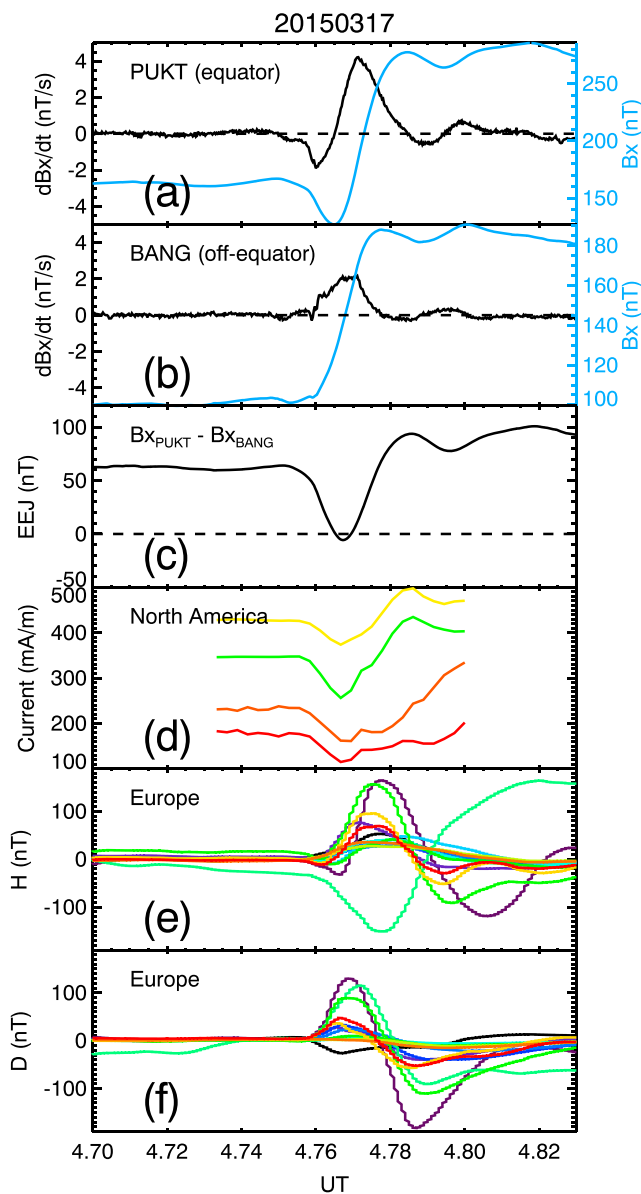 20150317
PUKT (equator)
dBx/dt (nT/s)
4
2
0
-2
-4
250
200
150
Bx (nT)
(a)
BANG (off-equator)
dBx/dt (nT/s)
4
2
0
-2
-4
180
160
140
120
100
Bx (nT)
(b)
BxPUKT - BxBANG
EEJ (nT)
100
50
0
-50
(c)
North America
Current (mA/m)
500
400
300
200
100
(d)
Europe
H (nT)
100
0
-100
(e)
Europe
D (nT)
100
0
-100
(f)
4.70 4.72 4.74 4.76 4.78 4.80 4.82
UT